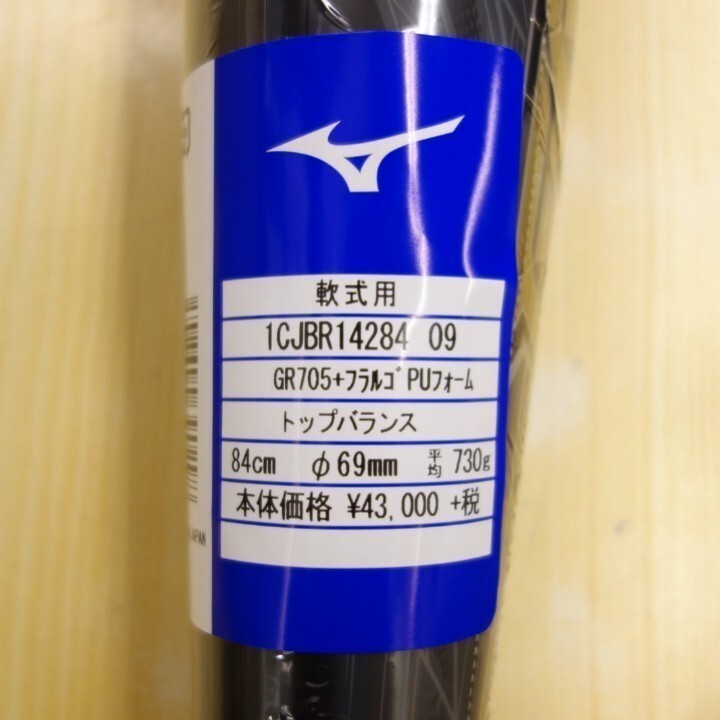 軟式用
1CJBR14284 09
GR705+フラルゴPUフォーム
トップバランス
84cm φ69mm 平均 730g
本体価格 ¥43,000 +税
JAPAN